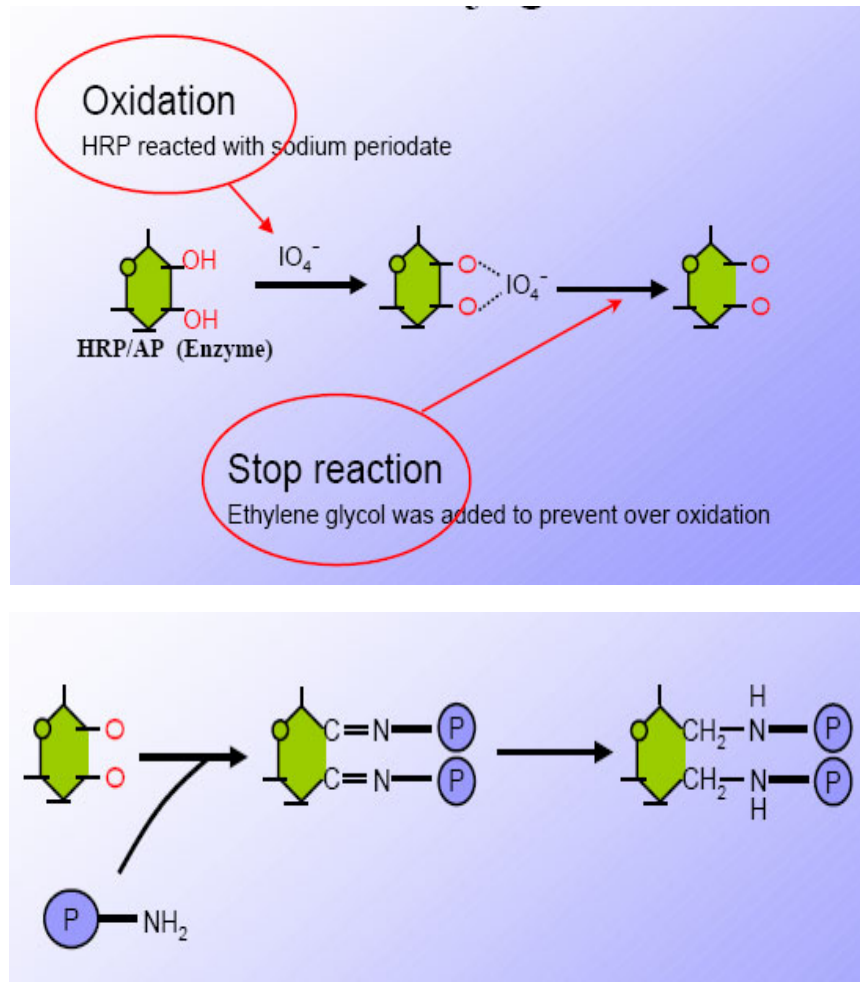 Oxidation
HRP reacted with sodium periodate
OH
IO₄⁻
O
O
IO₄⁻
O
O
OH
HRP/AP (Enzyme)
Stop reaction
Ethylene glycol was added to prevent over oxidation
O
O
C=N—P
C=N—P
H
CH₂—N—P
CH₂—N—P
H
P—NH₂